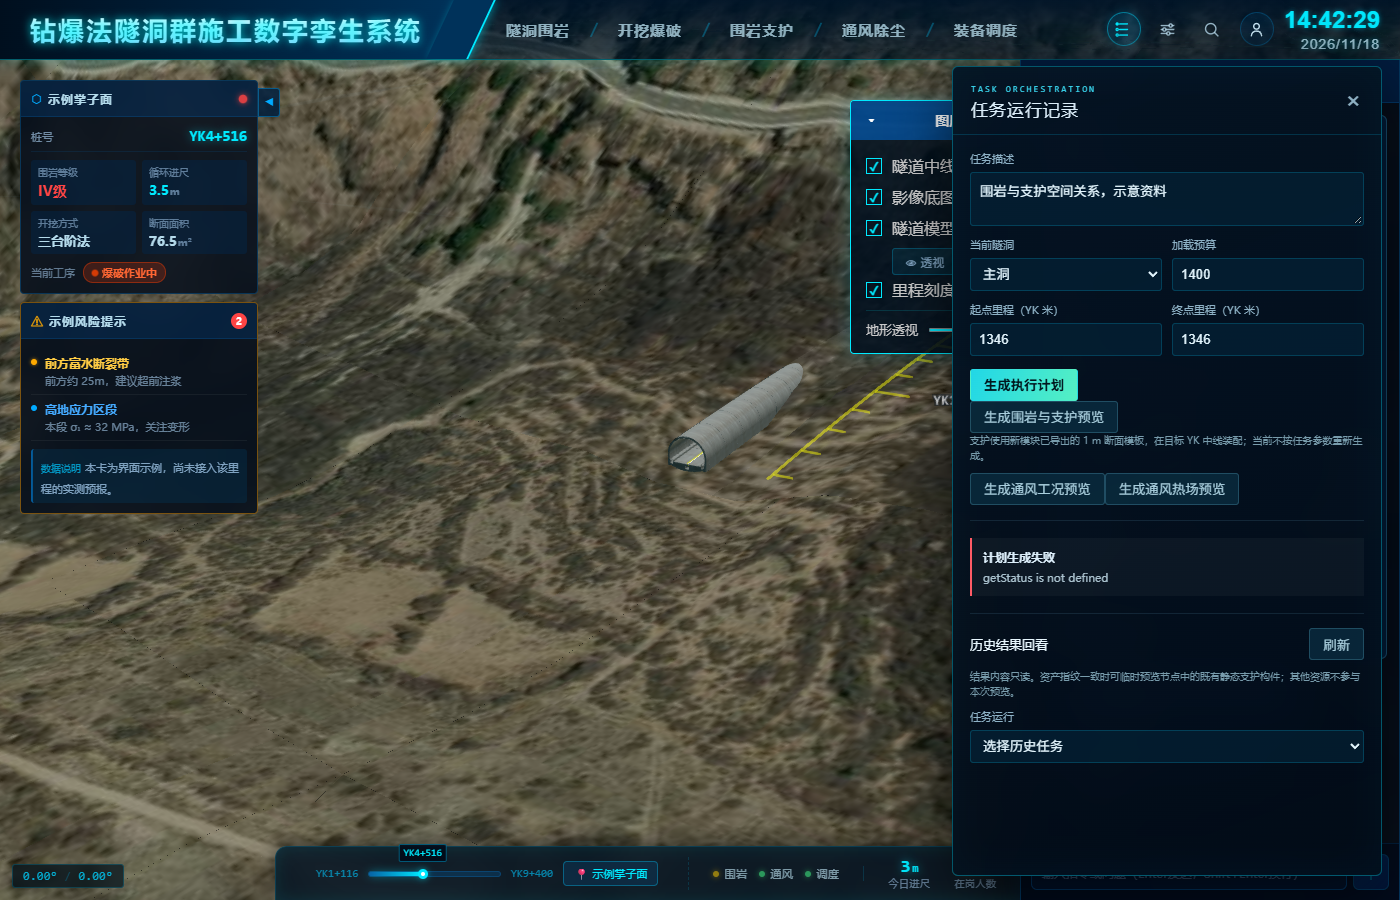 钻爆法隧洞群施工数字孪生系统
隧洞围岩 / 开挖爆破 / 围岩支护 / 通风除尘 / 装备调度
14:42:29
2026/11/18
示例掌子面
桩号 YK4+516
围岩等级
IV级
循环进尺
3.5m
开挖方式
三台阶法
断面面积
76.5m²
当前工序 爆破作业中
示例风险提示 2
前方富水断裂带
前方约 25m，建议超前注浆
高地应力区段
本段 σ₁ ≈ 32 MPa，关注变形
数据说明 本卡为界面示例，尚未接入该里
程的实测预报。
隧道中线
影像底图
隧道模型
透视
里程刻度
地形透视
TASK ORCHESTRATION
任务运行记录
任务描述
围岩与支护空间关系，示意资料
当前隧洞
主洞
加载预算
1400
起点里程（YK 米）
1346
终点里程（YK 米）
1346
生成执行计划
生成围岩与支护预览
支护使用新模块已导出的 1 m 断面模板，在目标 YK 中线装配；当前不按任务参数重新生
成。
生成通风工况预览 生成通风热场预览
计划生成失败
getStatus is not defined
历史结果回看 刷新
结果内容只读。资产指纹一致时可临时预览节点中的既有静态支护构件；其他资源不参与
本次预览。
任务运行
选择历史任务
0.00° / 0.00°
YK4+516
YK1+116 YK9+400
示例掌子面
围岩 通风 调度
3m
今日进尺
在岗人数